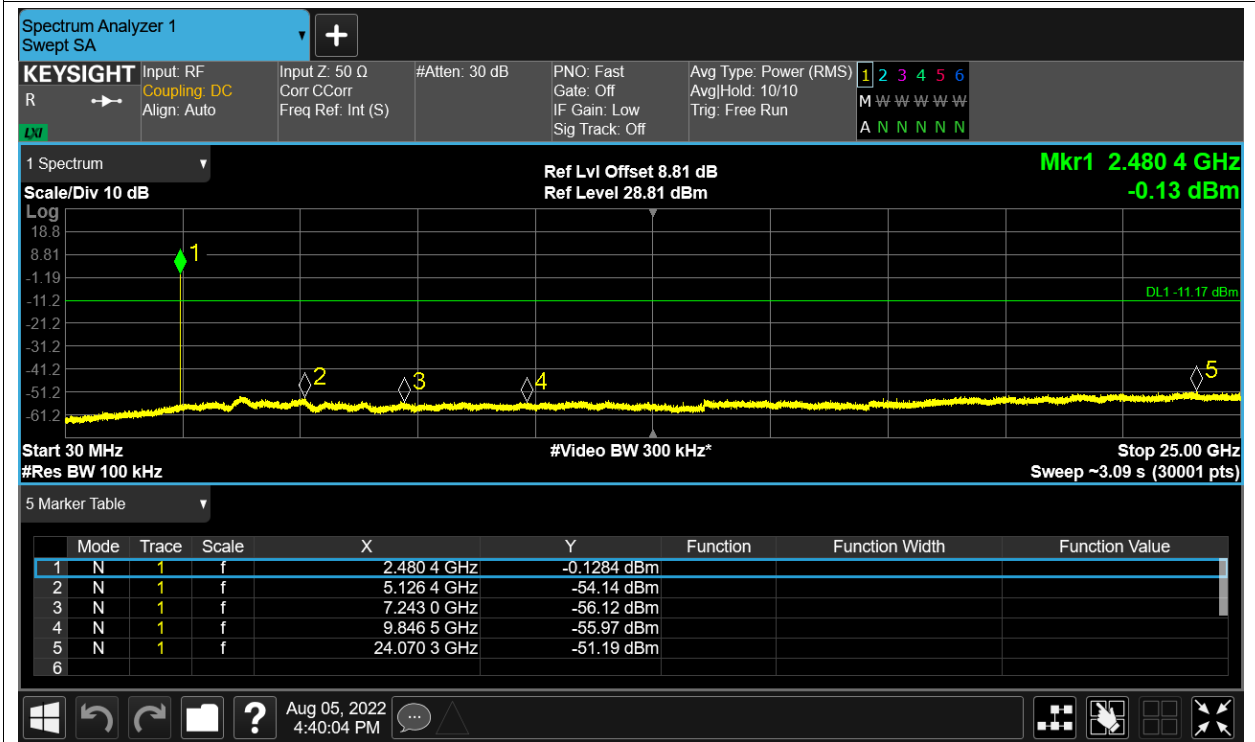 Spectrum Analyzer 1
Swept SA
KEYSIGHT
R
LXI
Input: RF
Coupling: DC
Align: Auto
Input Z: 50 Ω
Corr CCorr
Freq Ref: Int (S)
#Atten: 30 dB
PNO: Fast
Gate: Off
IF Gain: Low
Sig Track: Off
Avg Type: Power (RMS)
Avg|Hold: 10/10
Trig: Free Run
1 2 3 4 5 6
M W W W W W
A N N N N N
1 Spectrum
Scale/Div 10 dB
Ref Lvl Offset 8.81 dB
Ref Level 28.81 dBm
Mkr1 2.480 4 GHz
-0.13 dBm
Log
18.8
8.81
-1.19
-11.2
-21.2
-31.2
-41.2
-51.2
-61.2
1
2
3
4
5
DL1 -11.17 dBm
Start 30 MHz
#Res BW 100 kHz
#Video BW 300 kHz*
Stop 25.00 GHz
Sweep ~3.09 s (30001 pts)
5 Marker Table
Mode Trace Scale X Y Function Function Width Function Value
1 N 1 f 2.480 4 GHz -0.1284 dBm
2 N 1 f 5.126 4 GHz -54.14 dBm
3 N 1 f 7.243 0 GHz -56.12 dBm
4 N 1 f 9.846 5 GHz -55.97 dBm
5 N 1 f 24.070 3 GHz -51.19 dBm
6
?
Aug 05, 2022
4:40:04 PM